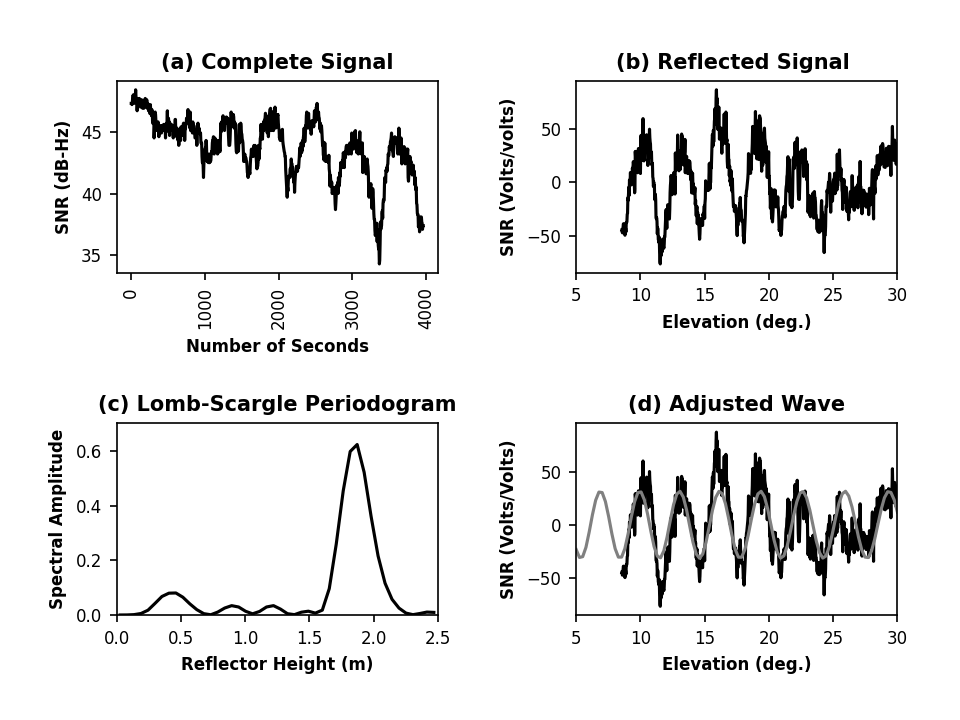 (a) Complete Signal
SNR (dB-Hz)
45
40
35
0
1000
2000
3000
4000
Number of Seconds
(b) Reflected Signal
SNR (Volts/volts)
50
0
−50
5 10 15 20 25 30
Elevation (deg.)
(c) Lomb-Scargle Periodogram
Spectral Amplitude
0.6
0.4
0.2
0.0
0.0 0.5 1.0 1.5 2.0 2.5
Reflector Height (m)
(d) Adjusted Wave
SNR (Volts/Volts)
50
0
−50
5 10 15 20 25 30
Elevation (deg.)